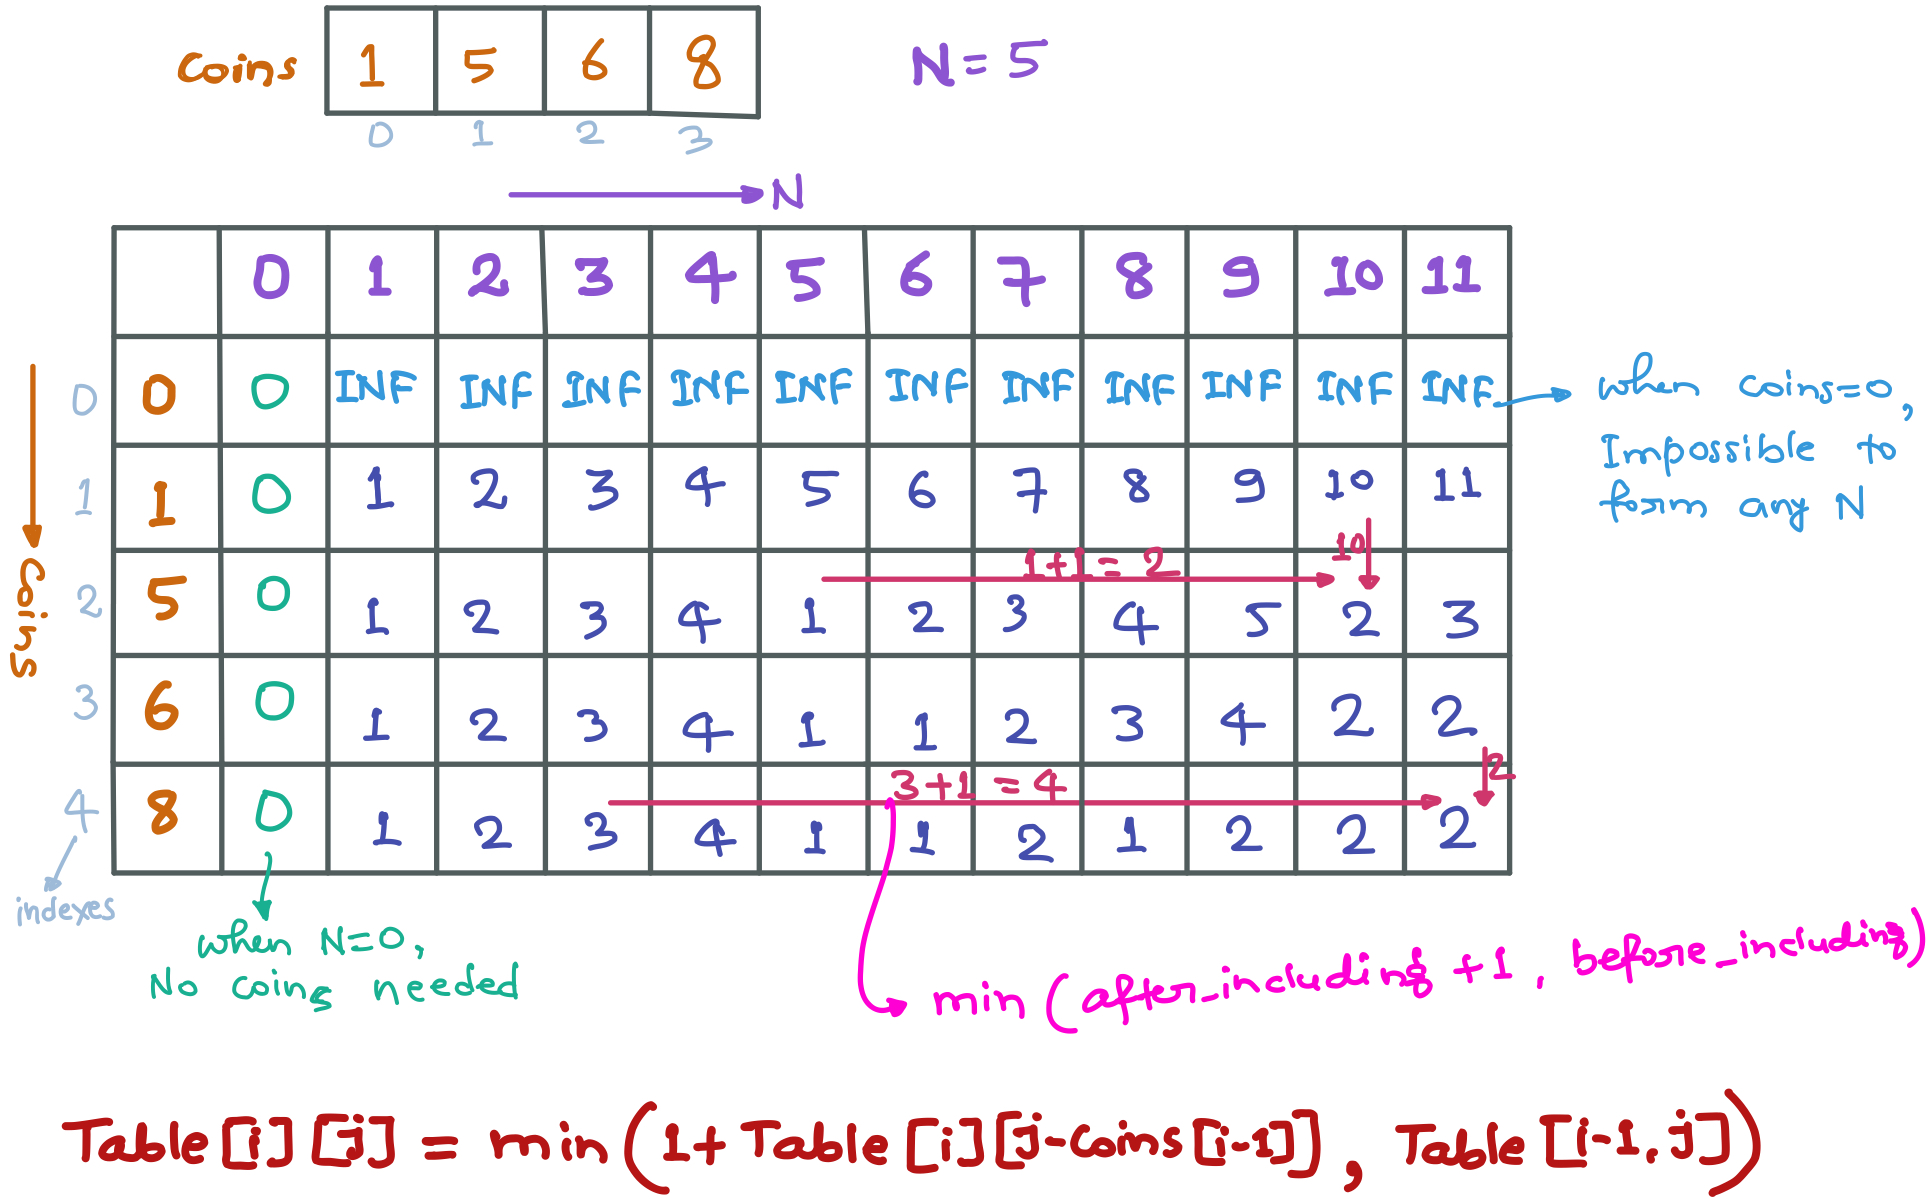 Coins 1 5 6 8 N = 5
0 1 2 3
N
0 1 2 3 4 5 6 7 8 9 10 11
0 0 0 INF INF INF INF INF INF INF INF INF INF INF
when coins=0,
Impossible to
form any N
1 1 0 1 2 3 4 5 6 7 8 9 10 11
1+1 = 2 10
2 5 0 1 2 3 4 1 2 3 4 5 2 3
Coins
3 6 0 1 2 3 4 1 1 2 3 4 2 2
3+1 = 4 2
4 8 0 1 2 3 4 1 1 2 1 2 2 2
indexes
when N=0,
No coins needed
min (after_including +1, before_including)
Table[i][j] = min(1+Table[i][j-coins[i-1]], Table[i-1,j])